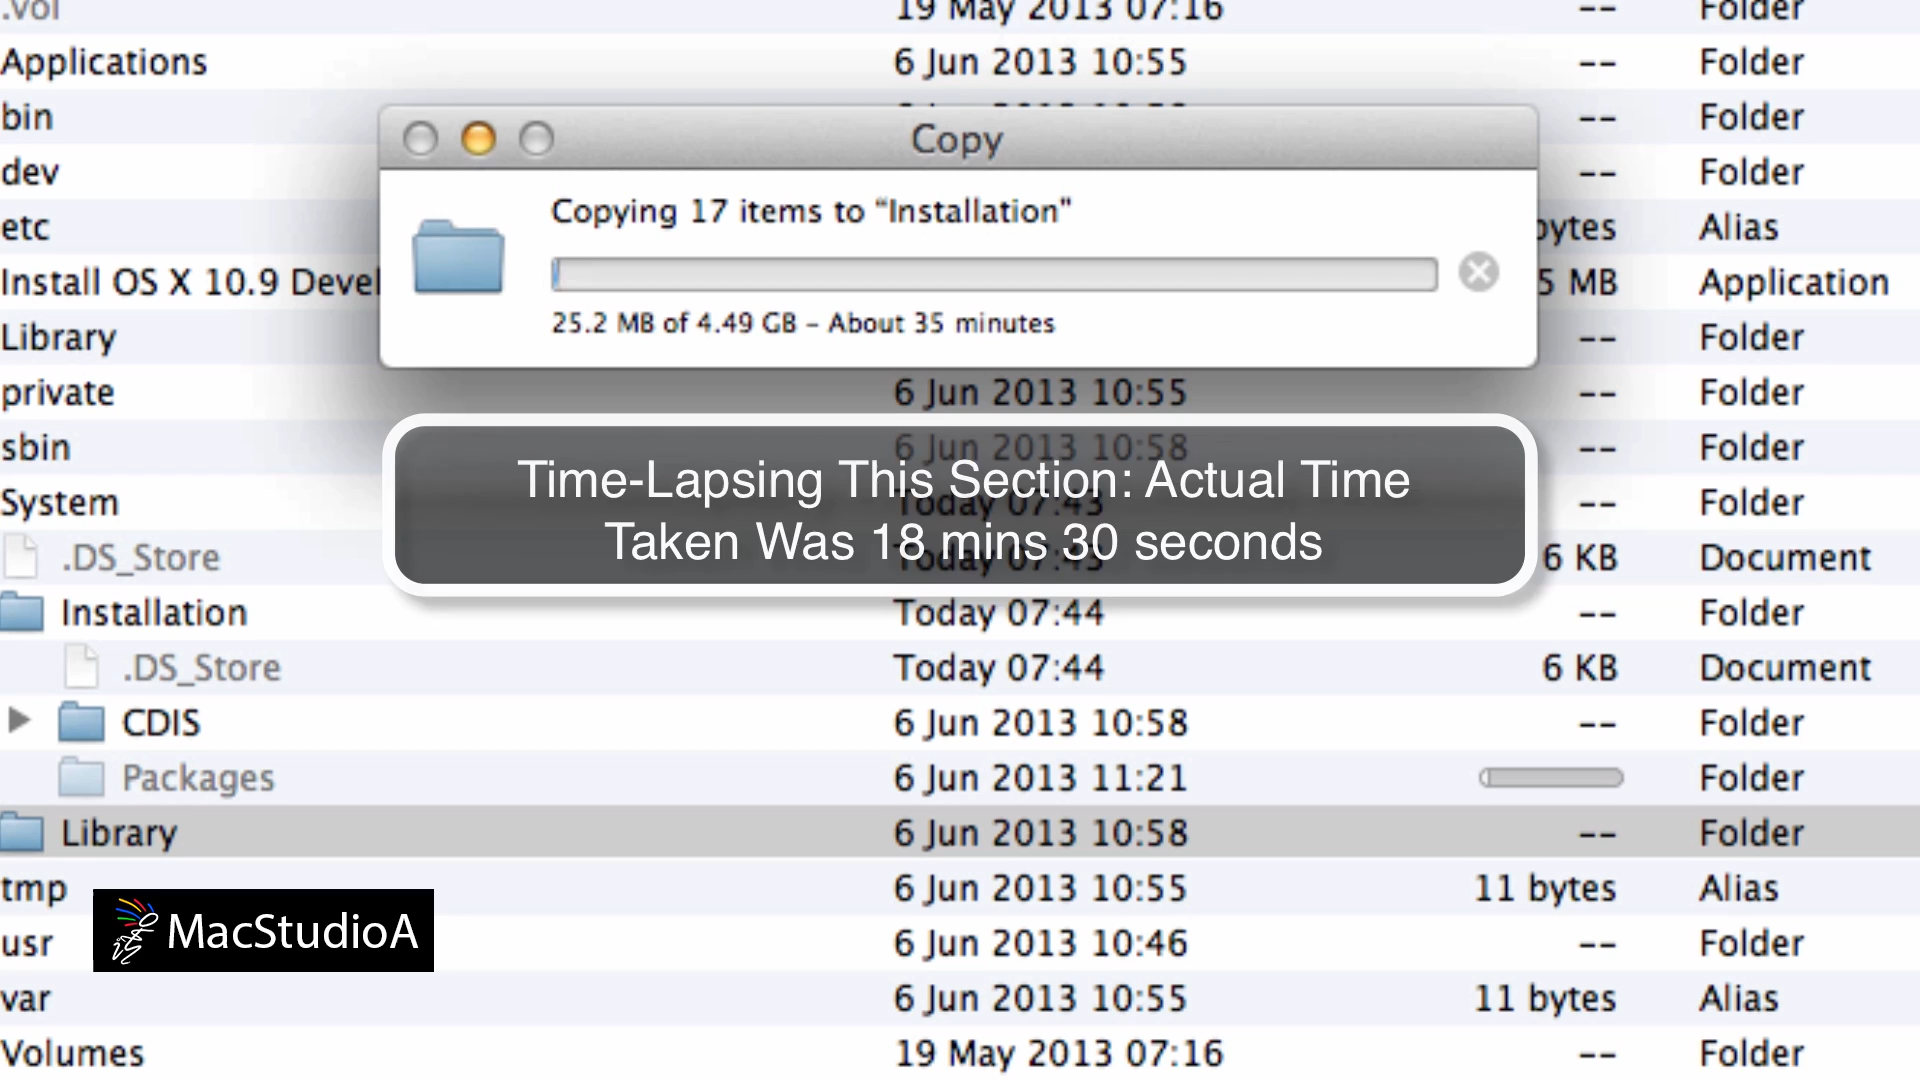 .vol 19 May 2013 07:16 -- Folder
Applications 6 Jun 2013 10:55 -- Folder
bin -- Folder
Copy
dev -- Folder
Copying 17 items to “Installation”
etc bytes Alias
Install OS X 10.9 Devel 5 MB Application
25.2 MB of 4.49 GB – About 35 minutes
Library -- Folder
private 6 Jun 2013 10:55 -- Folder
sbin 6 Jun 2013 10:58 -- Folder
Time-Lapsing This Section: Actual Time
System Today 07:43 -- Folder
Taken Was 18 mins 30 seconds
.DS_Store Today 07:43 6 KB Document
Installation Today 07:44 -- Folder
.DS_Store Today 07:44 6 KB Document
CDIS 6 Jun 2013 10:58 -- Folder
Packages 6 Jun 2013 11:21 Folder
Library 6 Jun 2013 10:58 -- Folder
tmp 6 Jun 2013 10:55 11 bytes Alias
MacStudioA
usr 6 Jun 2013 10:46 -- Folder
var 6 Jun 2013 10:55 11 bytes Alias
Volumes 19 May 2013 07:16 -- Folder